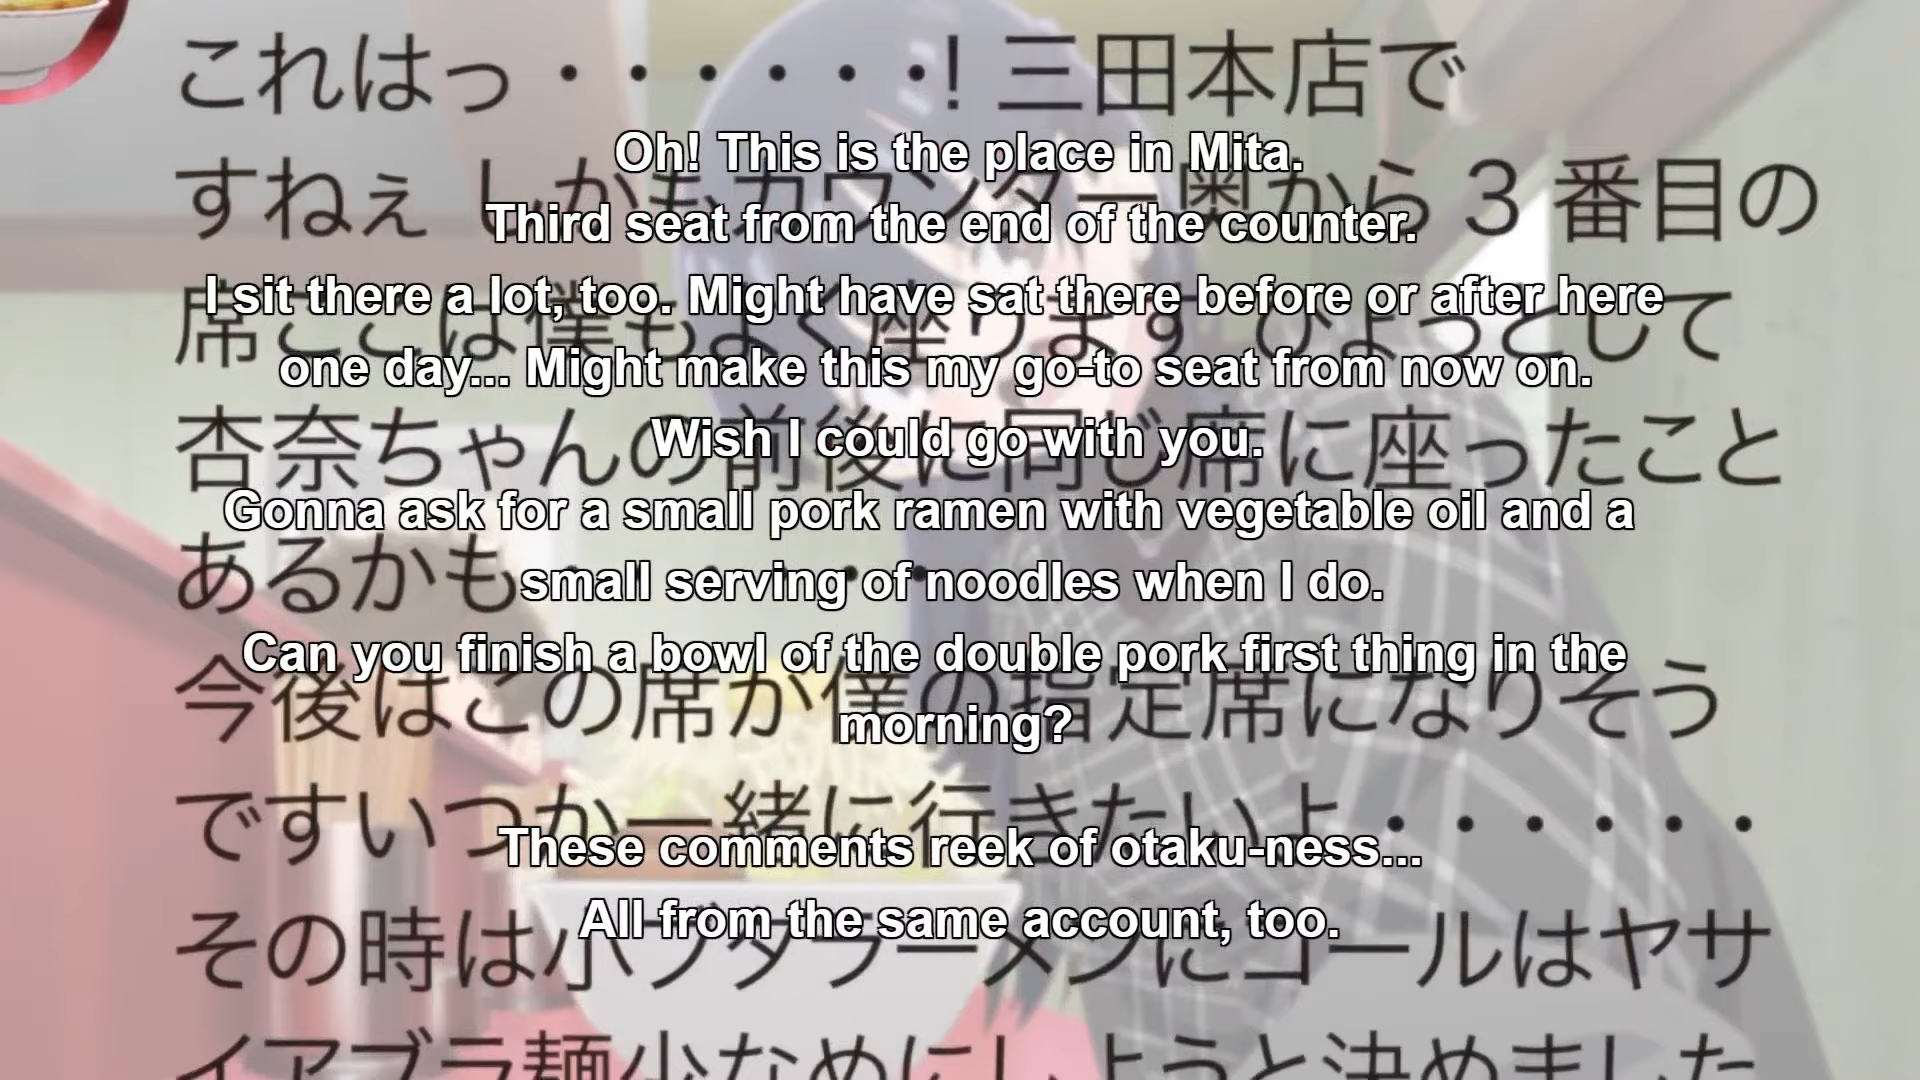 これはっ・・・・・・! 三田本店で
Oh! This is the place in Mita.
すねぇ しかもカウンター奥から３番目の
Third seat from the end of the counter.
I sit there a lot, too. Might have sat there before or after here
席ここは僕もよく座ります ひょっとして
one day... Might make this my go-to seat from now on.
杏奈ちゃんの前後に同じ席に座ったこと
Wish I could go with you.
Gonna ask for a small pork ramen with vegetable oil and a
あるかも・・・・・・
small serving of noodles when I do.
Can you finish a bowl of the double pork first thing in the
今後はこの席が僕の指定席になりそう
morning?
ですいつか一緒に行きたいよ・・・・・・
These comments reek of otaku-ness...
All from the same account, too.
その時は小ブタラーメンにコールはヤサ
イアブラ麺少なめにしようと決めました